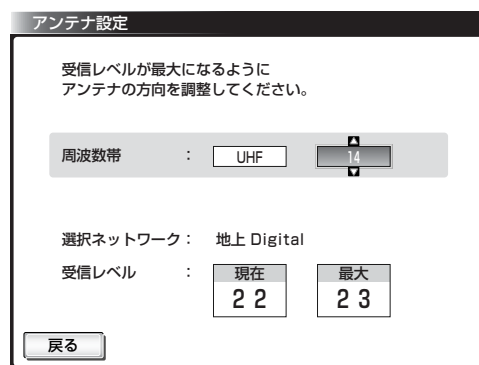 アンテナ設定
受信レベルが最大になるように
アンテナの方向を調整してください。
周波数帯 : UHF 14
選択ネットワーク: 地上 Digital
受信レベル : 現在 最大
22 23
戻る